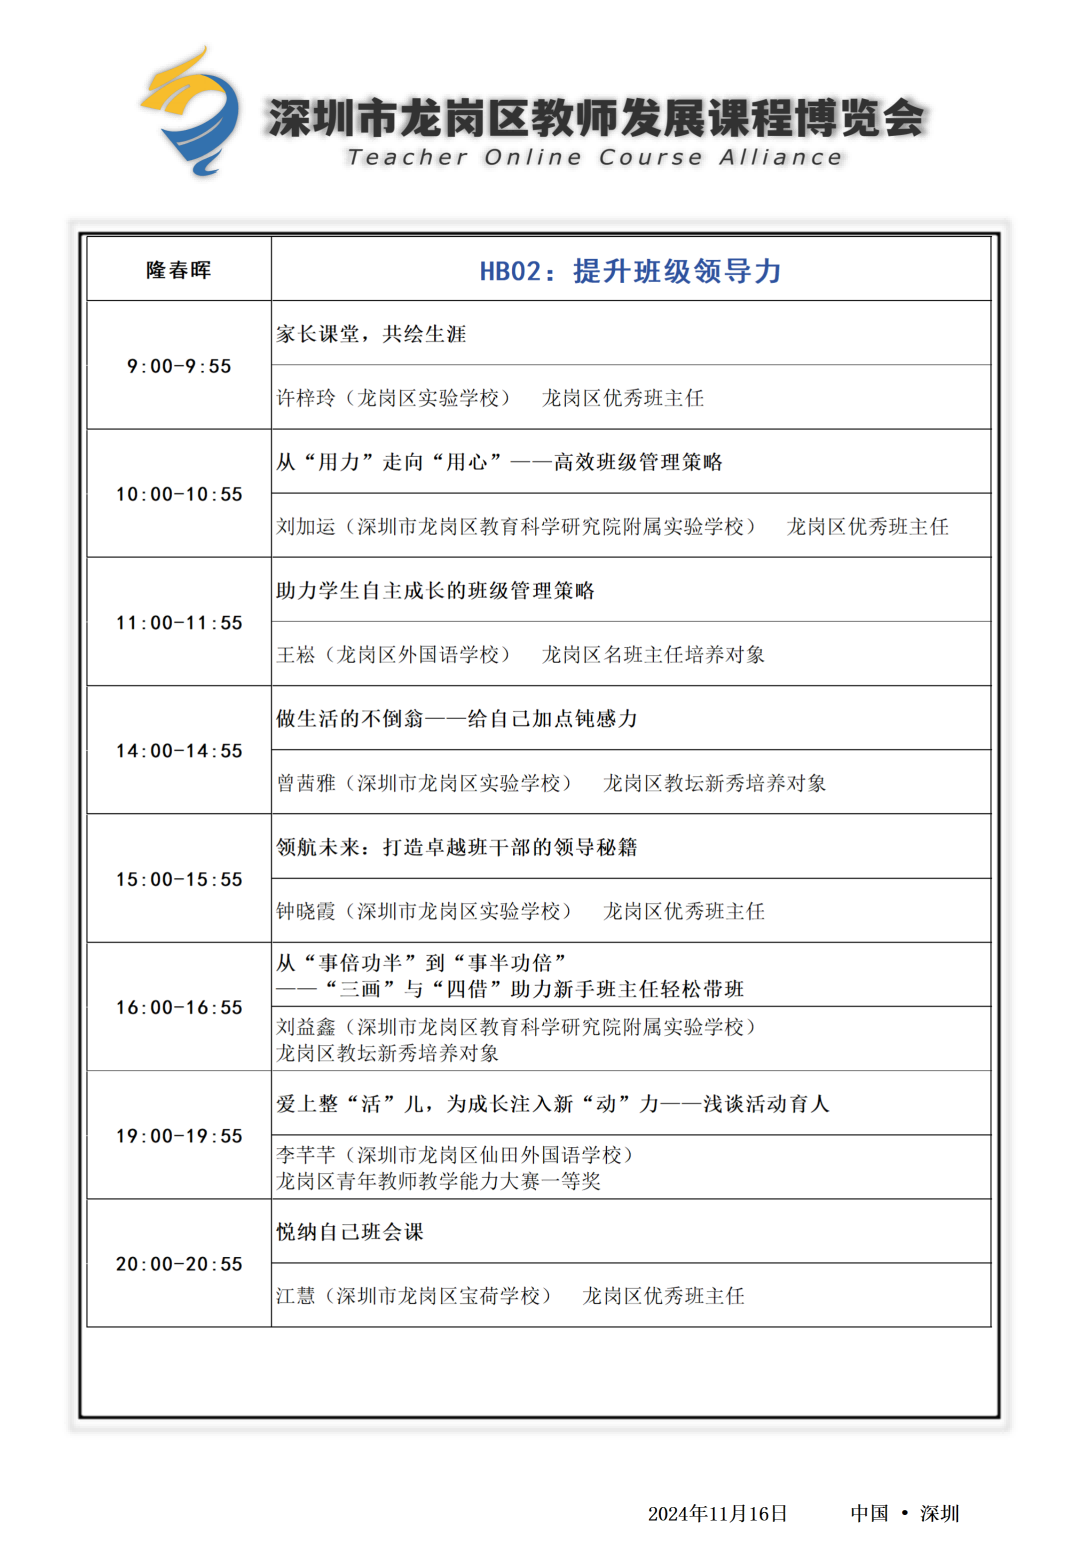 深圳市龙岗区教师发展课程博览会
Teacher Online Course Alliance
隆春晖
HB02：提升班级领导力
9:00-9:55
家长课堂，共绘生涯
许梓玲（龙岗区实验学校） 龙岗区优秀班主任
10:00-10:55
从“用力”走向“用心”——高效班级管理策略
刘加运（深圳市龙岗区教育科学研究院附属实验学校） 龙岗区优秀班主任
11:00-11:55
助力学生自主成长的班级管理策略
王崧（龙岗区外国语学校） 龙岗区名班主任培养对象
14:00-14:55
做生活的不倒翁——给自己加点钝感力
曾茜雅（深圳市龙岗区实验学校） 龙岗区教坛新秀培养对象
15:00-15:55
领航未来：打造卓越班干部的领导秘籍
钟晓霞（深圳市龙岗区实验学校） 龙岗区优秀班主任
16:00-16:55
从“事倍功半”到“事半功倍”
——“三画”与“四借”助力新手班主任轻松带班
刘益鑫（深圳市龙岗区教育科学研究院附属实验学校）
龙岗区教坛新秀培养对象
19:00-19:55
爱上整“活”儿，为成长注入新“动”力——浅谈活动育人
李芊芊（深圳市龙岗区仙田外国语学校）
龙岗区青年教师教学能力大赛一等奖
20:00-20:55
悦纳自己班会课
江慧（深圳市龙岗区宝荷学校） 龙岗区优秀班主任
2024年11月16日 中国 • 深圳